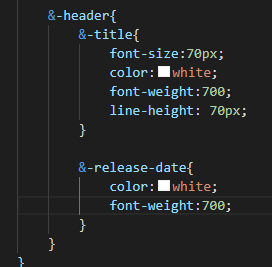 &-header{
&-title{
font-size:70px;
color:white;
font-weight:700;
line-height: 70px;
}
&-release-date{
color:white;
font-weight:700;
}
}
}